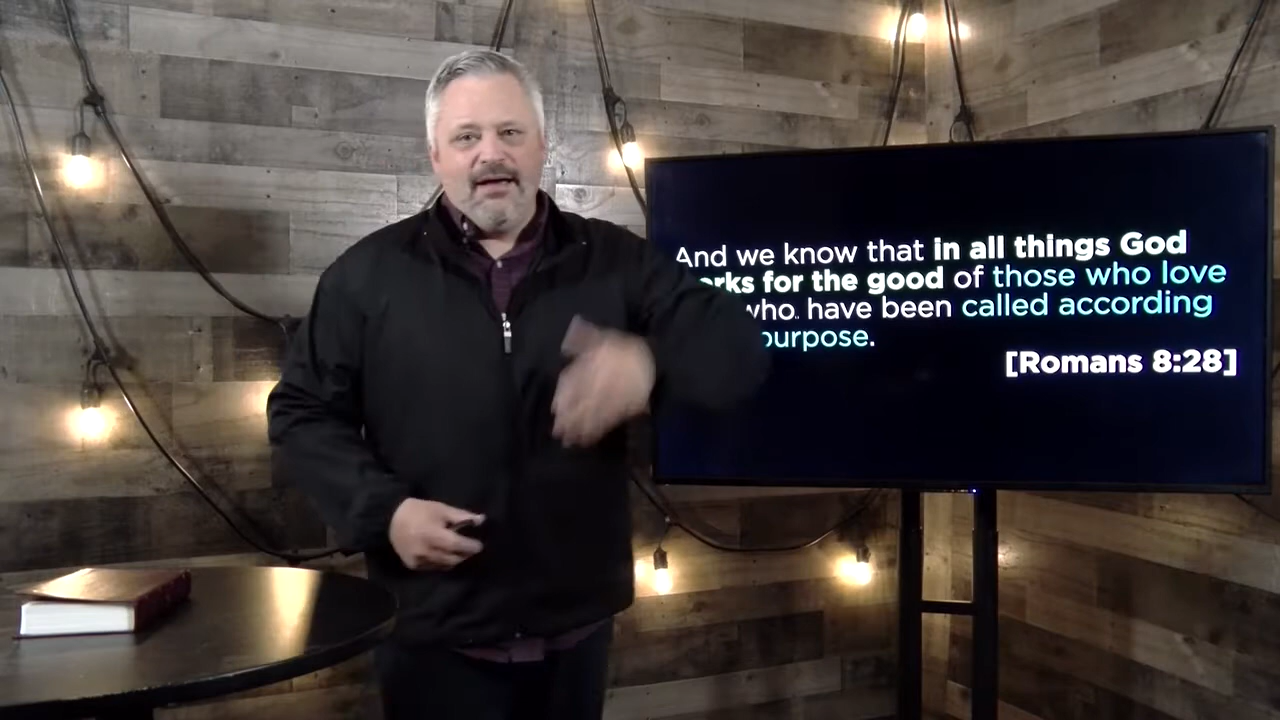 And we know that in all things God
for the good of those who love
who have been called according
purpose.
[Romans 8:28]